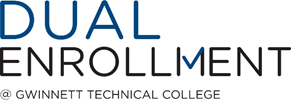 DUAL
ENROLLMENT
@ GWINNETT TECHNICAL COLLEGE